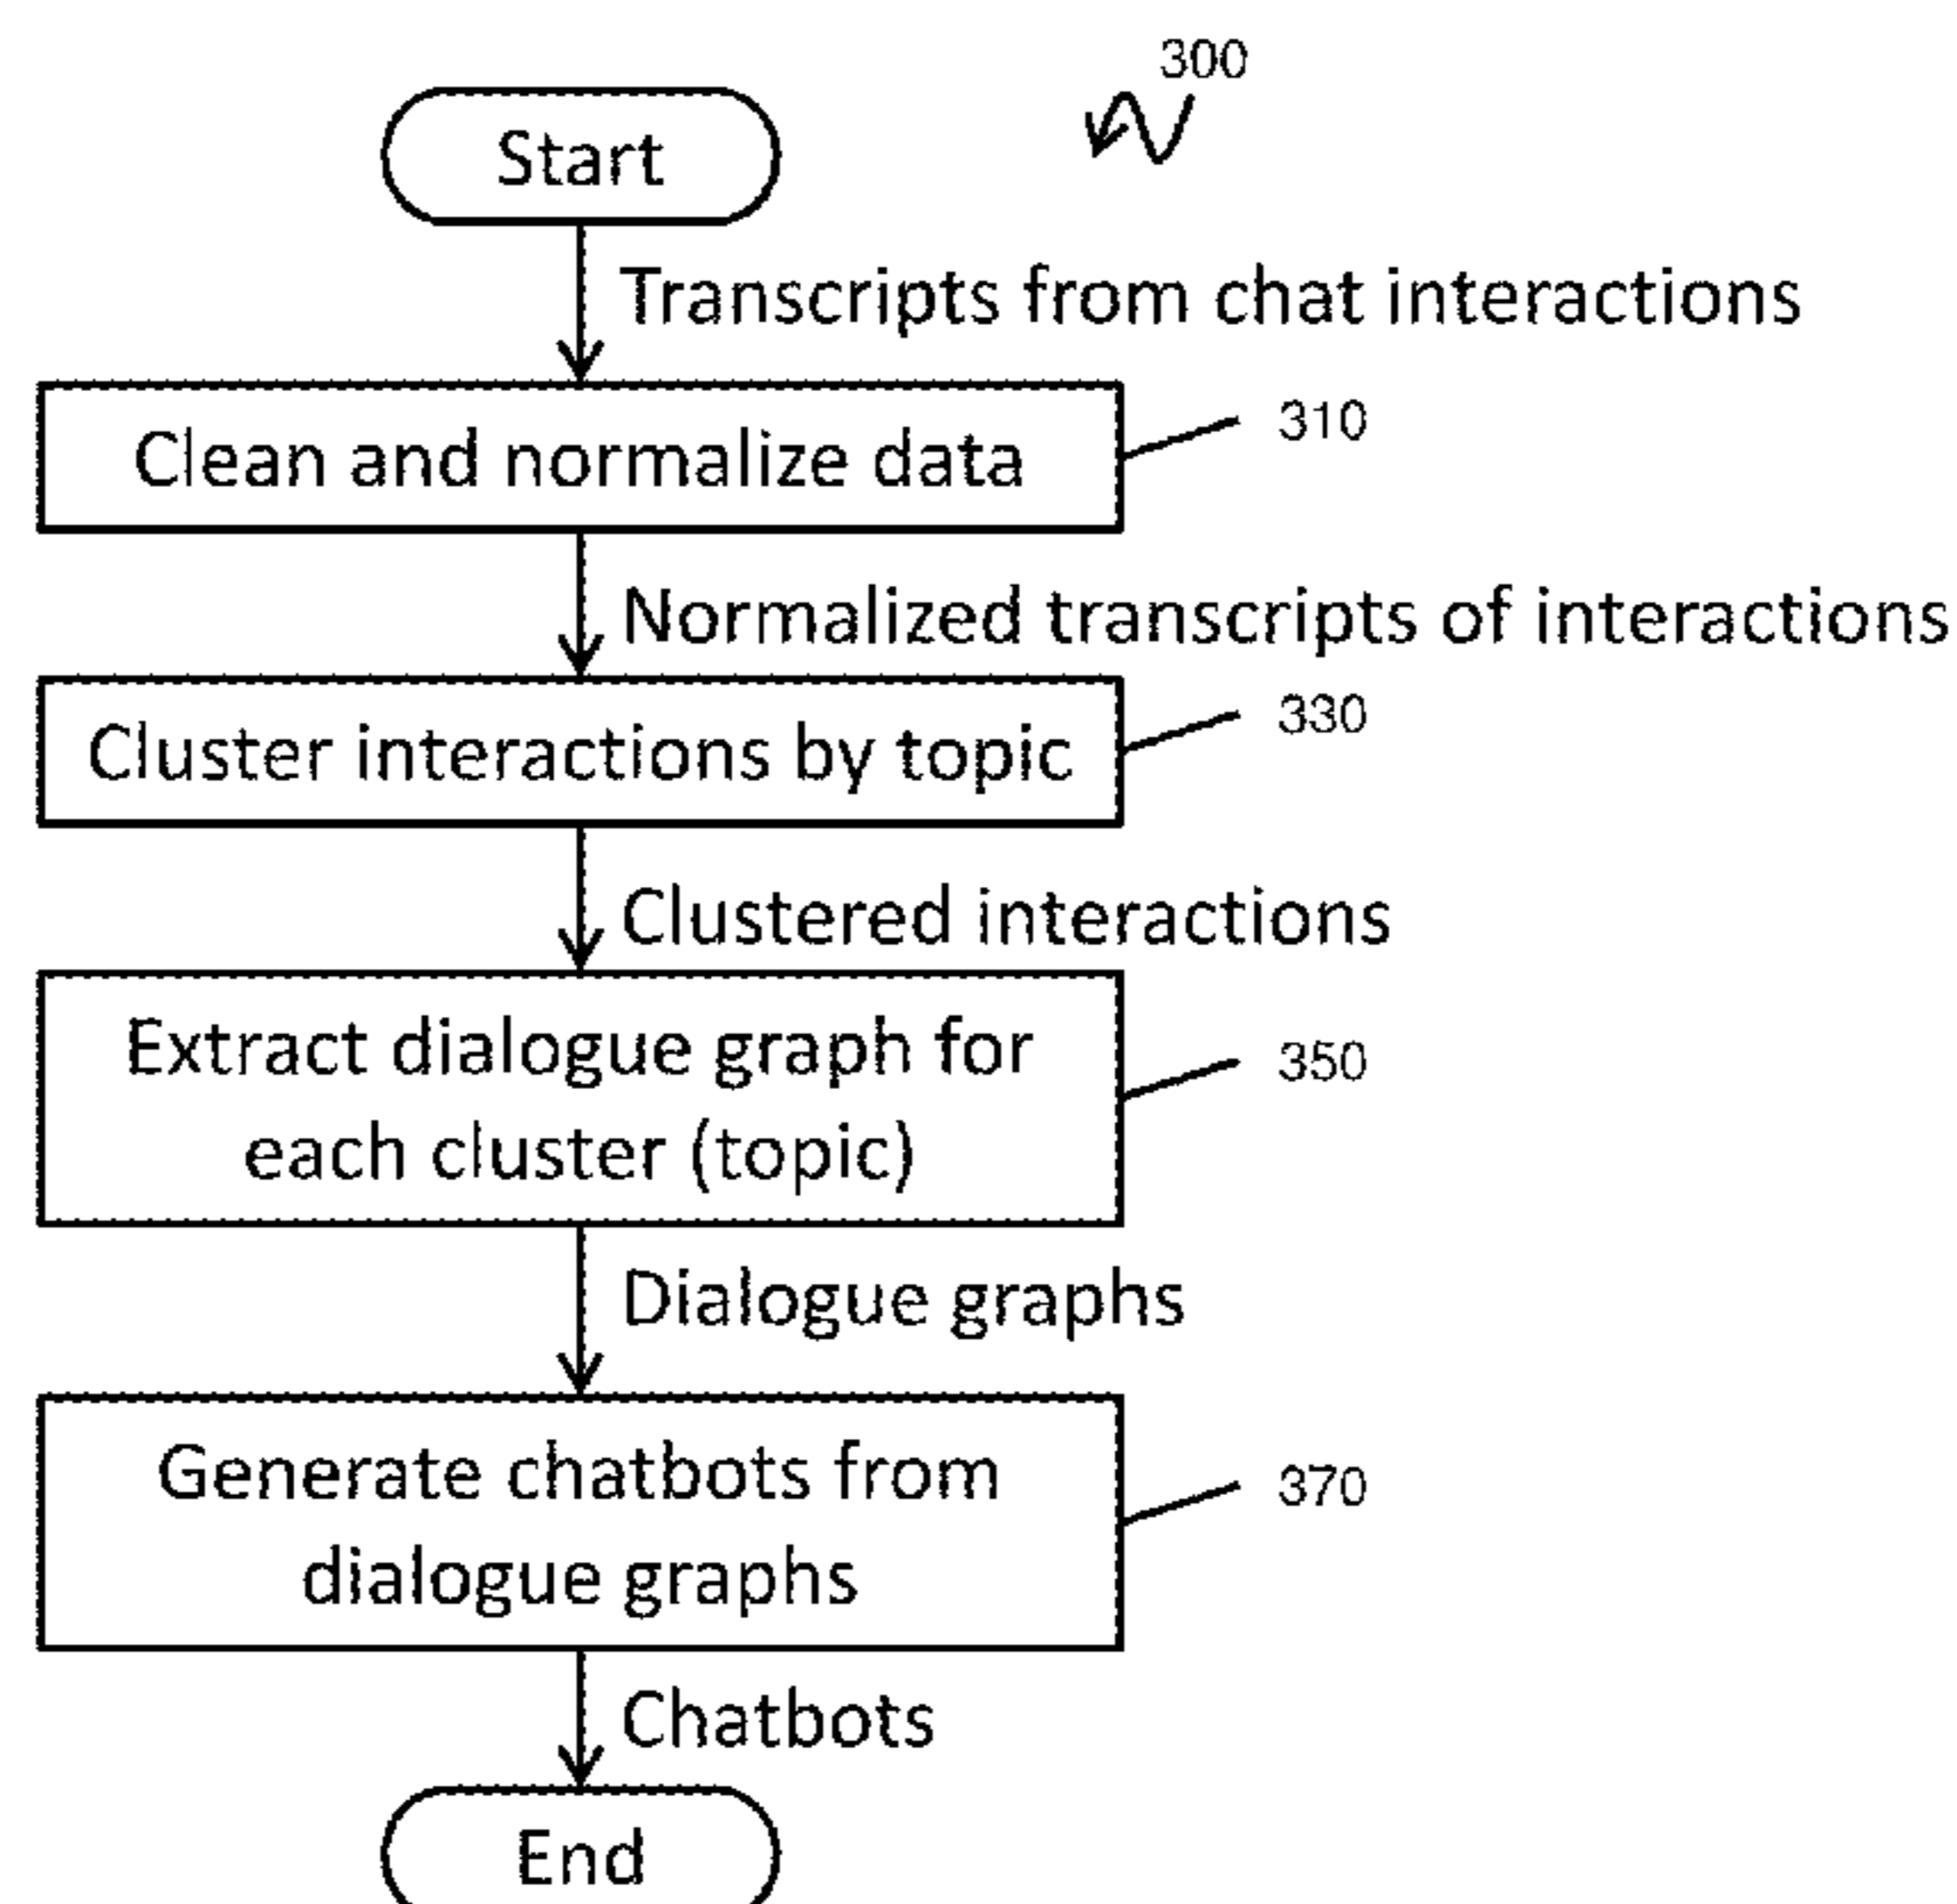 300
Start
Transcripts from chat interactions
Clean and normalize data
310
Normalized transcripts of interactions
Cluster interactions by topic
330
Clustered interactions
Extract dialogue graph for
each cluster (topic)
350
Dialogue graphs
Generate chatbots from
dialogue graphs
370
Chatbots
End